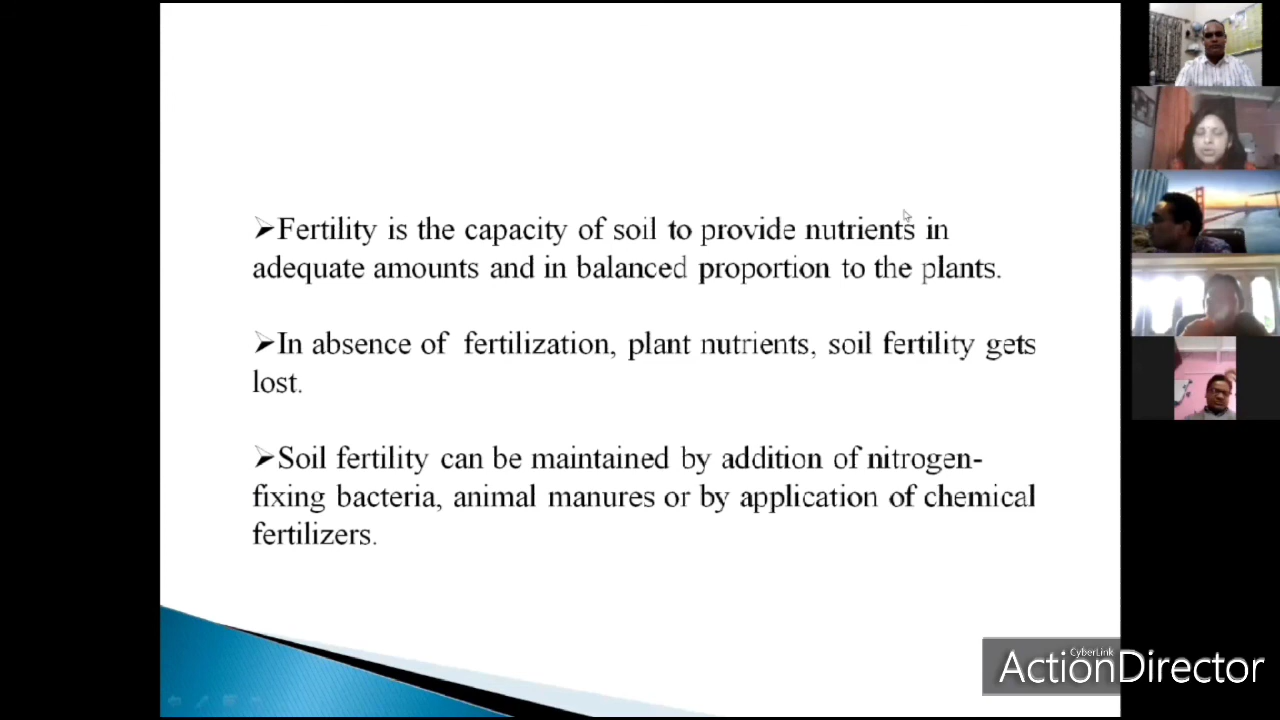 ➢Fertility is the capacity of soil to provide nutrients in
adequate amounts and in balanced proportion to the plants.
➢In absence of fertilization, plant nutrients, soil fertility gets
lost.
➢Soil fertility can be maintained by addition of nitrogen-
fixing bacteria, animal manures or by application of chemical
fertilizers.
CyberLink
ActionDirector